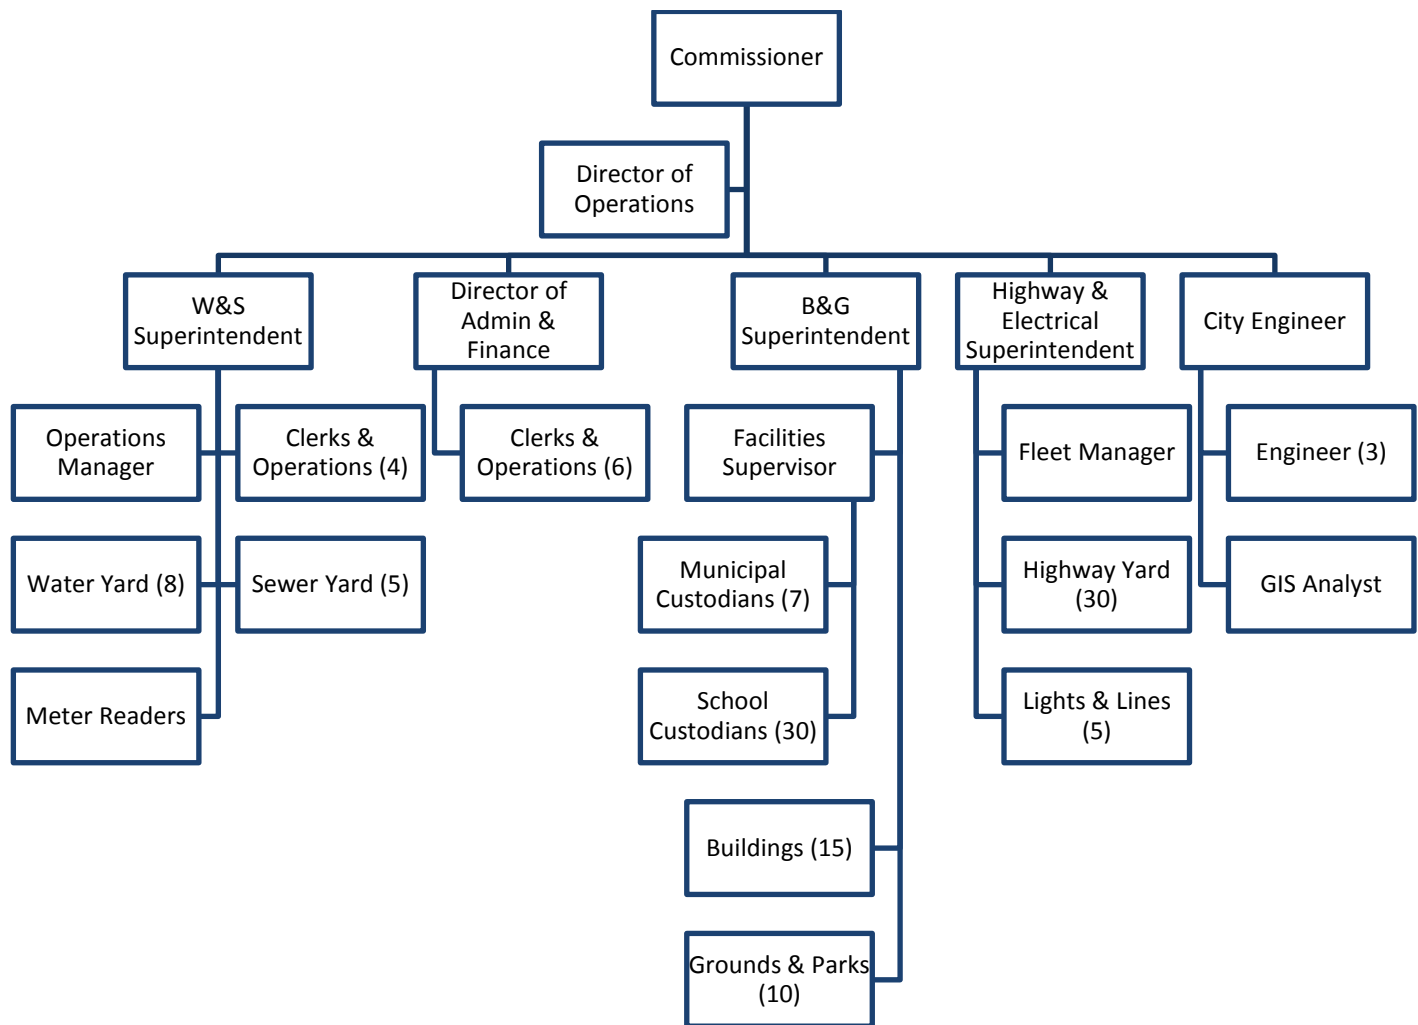 Commissioner
Director of
Operations
W&S
Superintendent
Director of
Admin &
Finance
B&G
Superintendent
Highway &
Electrical
Superintendent
City Engineer
Operations
Manager
Clerks &
Operations (4)
Clerks &
Operations (6)
Facilities
Supervisor
Fleet Manager
Engineer (3)
Water Yard (8)
Sewer Yard (5)
Municipal
Custodians (7)
Highway Yard
(30)
GIS Analyst
Meter Readers
School
Custodians (30)
Lights & Lines
(5)
Buildings (15)
Grounds & Parks
(10)